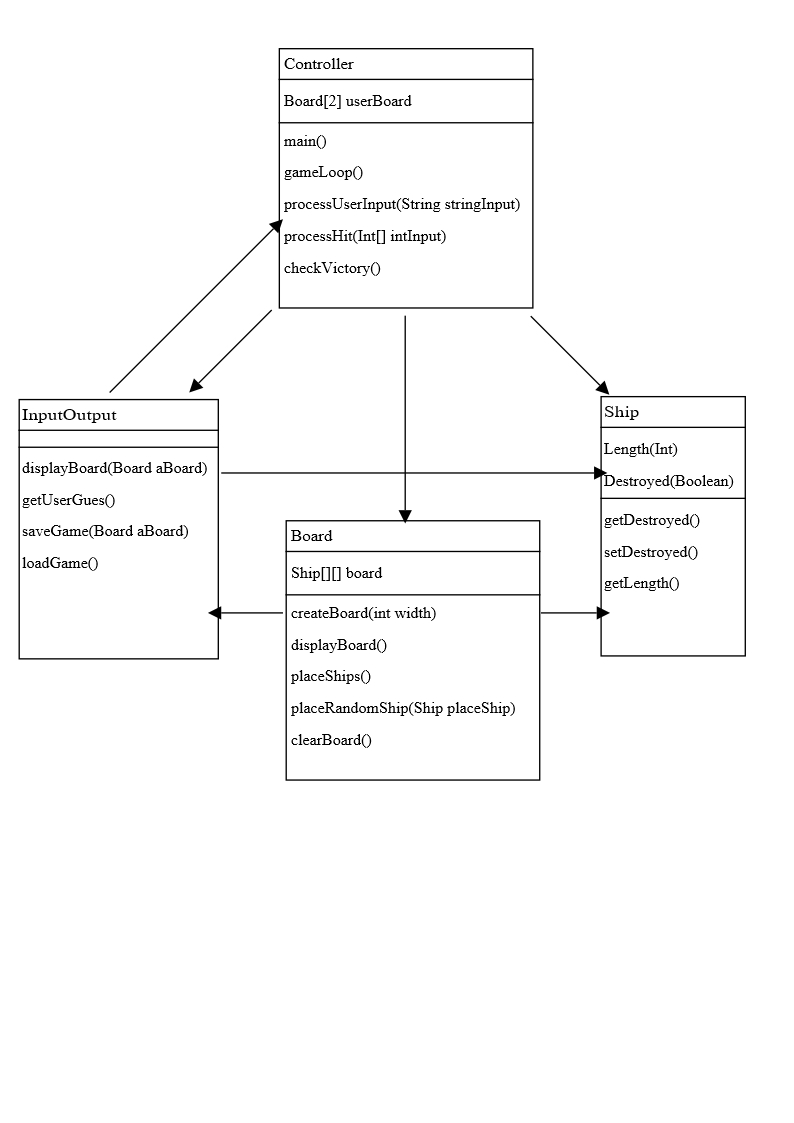 Controller
Board[2] userBoard
main()
gameLoop()
processUserInput(String stringInput)
processHit(Int[] intInput)
checkVictory()
InputOutput
displayBoard(Board aBoard)
getUserGues()
saveGame(Board aBoard)
loadGame()
Ship
Length(Int)
Destroyed(Boolean)
getDestroyed()
setDestroyed()
getLength()
Board
Ship[][] board
createBoard(int width)
displayBoard()
placeShips()
placeRandomShip(Ship placeShip)
clearBoard()